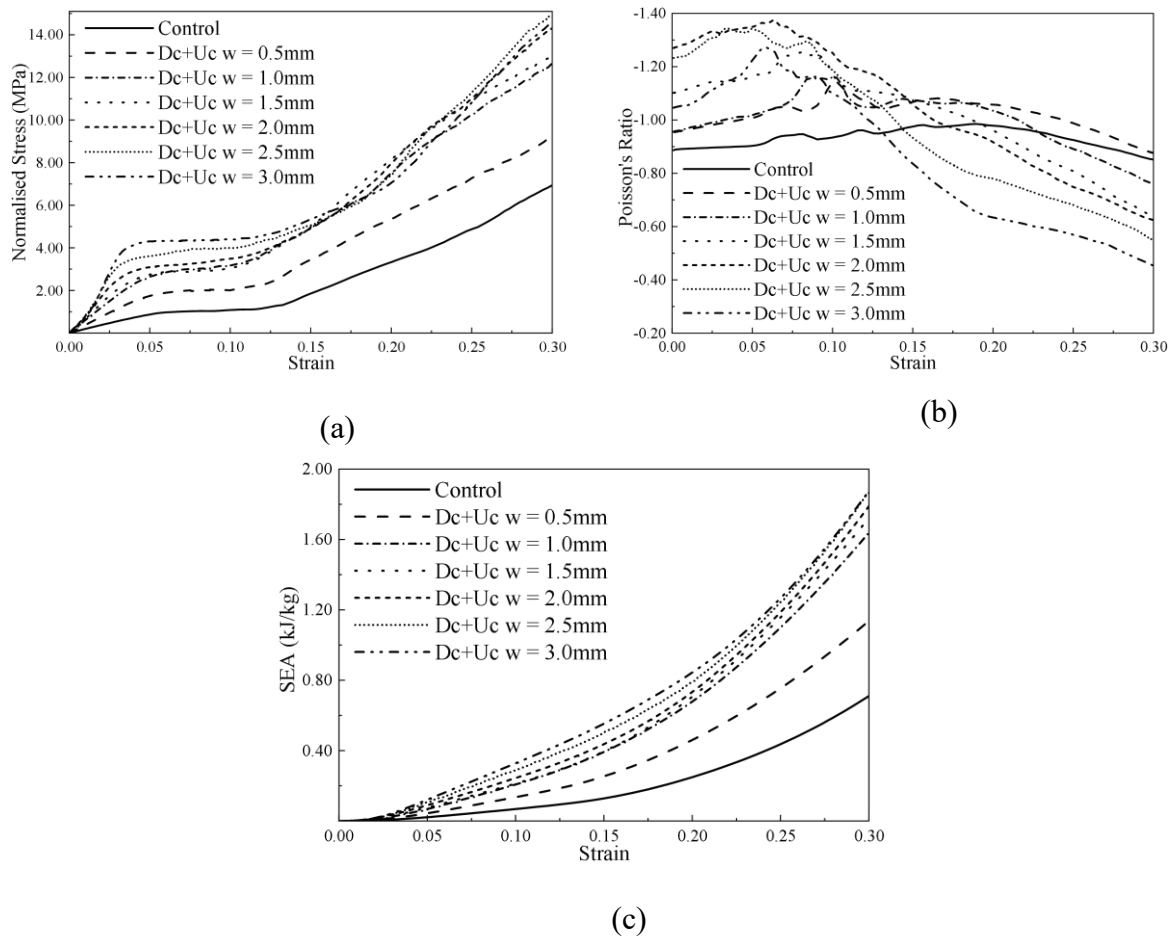 Normalised Stress (MPa)
14.00
12.00
10.00
8.00
6.00
4.00
2.00
Control
Dc+Uc w = 0.5mm
Dc+Uc w = 1.0mm
Dc+Uc w = 1.5mm
Dc+Uc w = 2.0mm
Dc+Uc w = 2.5mm
Dc+Uc w = 3.0mm
0.00 0.05 0.10 0.15 0.20 0.25 0.30
Strain
(a)
Poisson's Ratio
-1.40
-1.20
-1.00
-0.80
-0.60
-0.40
-0.20
Control
Dc+Uc w = 0.5mm
Dc+Uc w = 1.0mm
Dc+Uc w = 1.5mm
Dc+Uc w = 2.0mm
Dc+Uc w = 2.5mm
Dc+Uc w = 3.0mm
0.00 0.05 0.10 0.15 0.20 0.25 0.30
Strain
(b)
SEA (kJ/kg)
2.00
1.60
1.20
0.80
0.40
Control
Dc+Uc w = 0.5mm
Dc+Uc w = 1.0mm
Dc+Uc w = 1.5mm
Dc+Uc w = 2.0mm
Dc+Uc w = 2.5mm
Dc+Uc w = 3.0mm
0.00 0.05 0.10 0.15 0.20 0.25 0.30
Strain
(c)